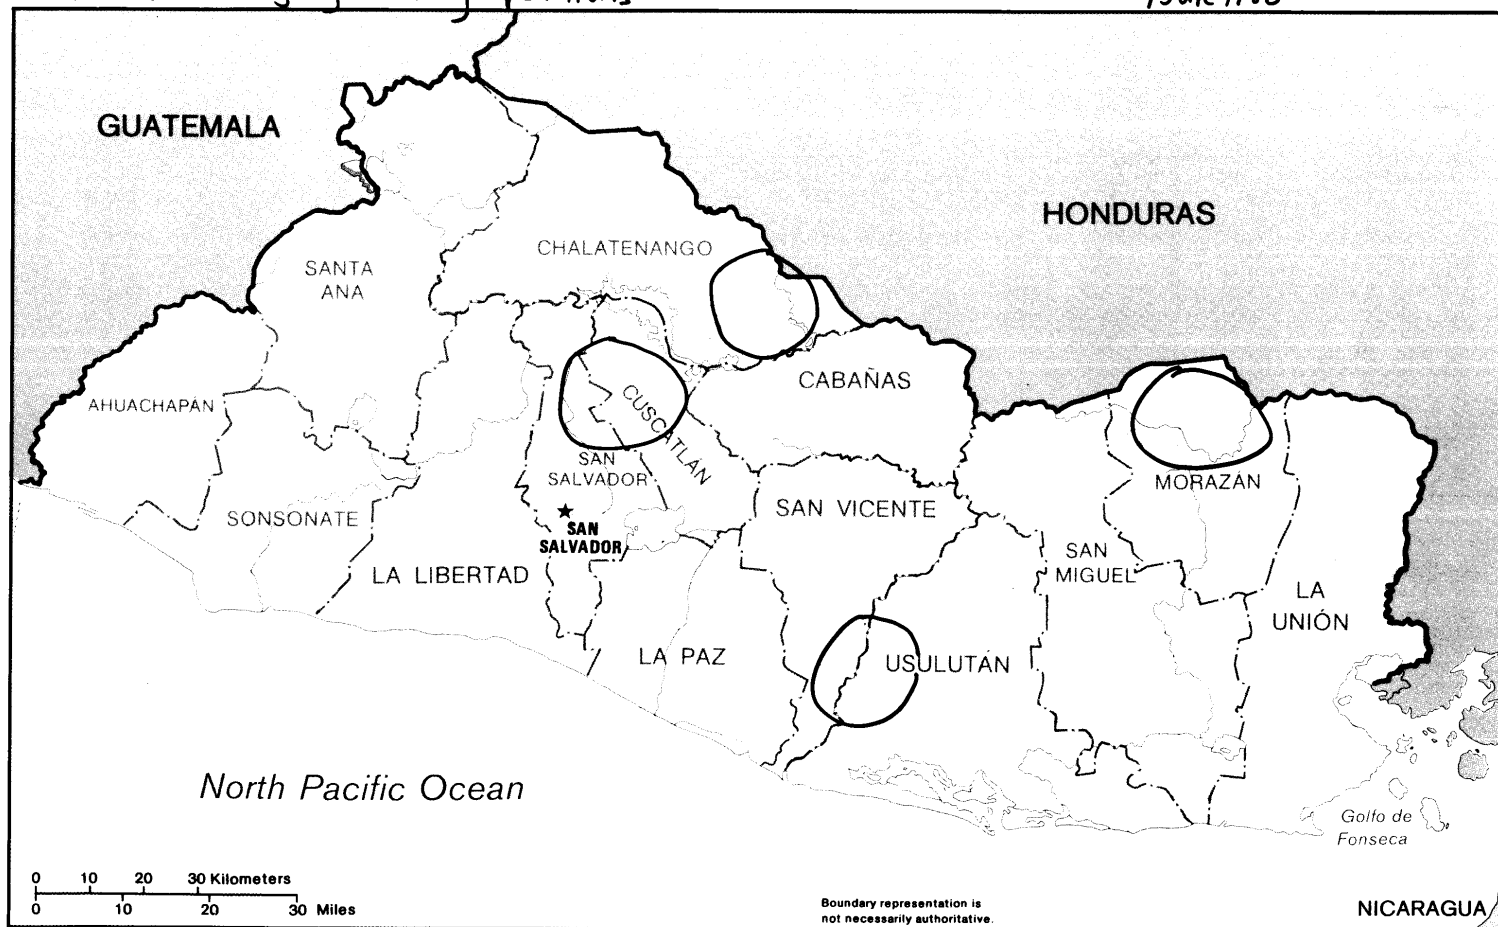 GUATEMALA
HONDURAS
CHALATENANGO
SANTA
ANA
CABAÑAS
AHUACHAPÁN
CUSCATLÁN
SAN
SALVADOR
MORAZÁN
SONSONATE
SAN VICENTE
SAN
SALVADOR
SAN
MIGUEL
LA LIBERTAD
LA
UNIÓN
LA PAZ
USULUTÁN
North Pacific Ocean
Golfo de
Fonseca
0 10 20 30 Kilometers
0 10 20 30 Miles
Boundary representation is
not necessarily authoritative.
NICARAGUA